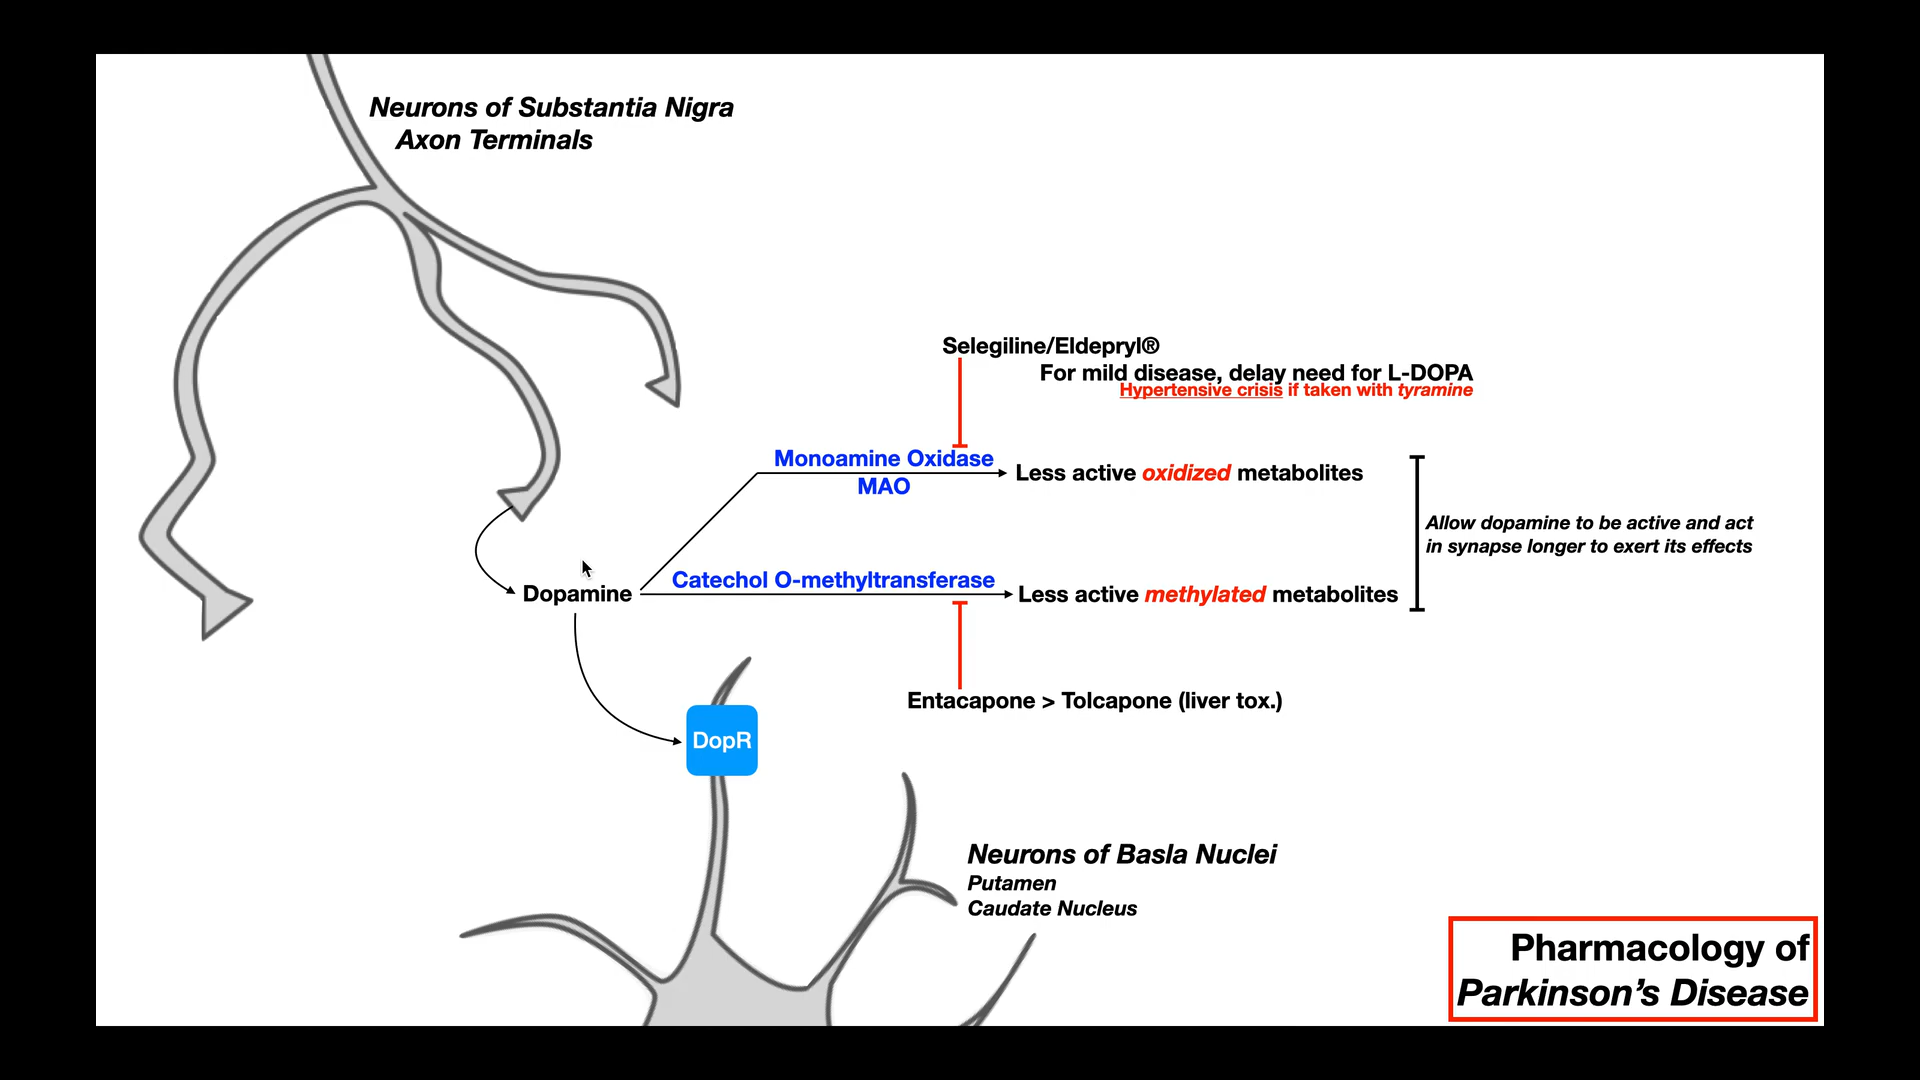 Neurons of Substantia Nigra
Axon Terminals
Selegiline/Eldepryl®
For mild disease, delay need for L-DOPA
Hypertensive crisis if taken with tyramine
Monoamine Oxidase
MAO
Less active oxidized metabolites
Allow dopamine to be active and act
in synapse longer to exert its effects
Catechol O-methyltransferase
Dopamine
Less active methylated metabolites
Entacapone > Tolcapone (liver tox.)
DopR
Neurons of Basla Nuclei
Putamen
Caudate Nucleus
Pharmacology of
Parkinson’s Disease